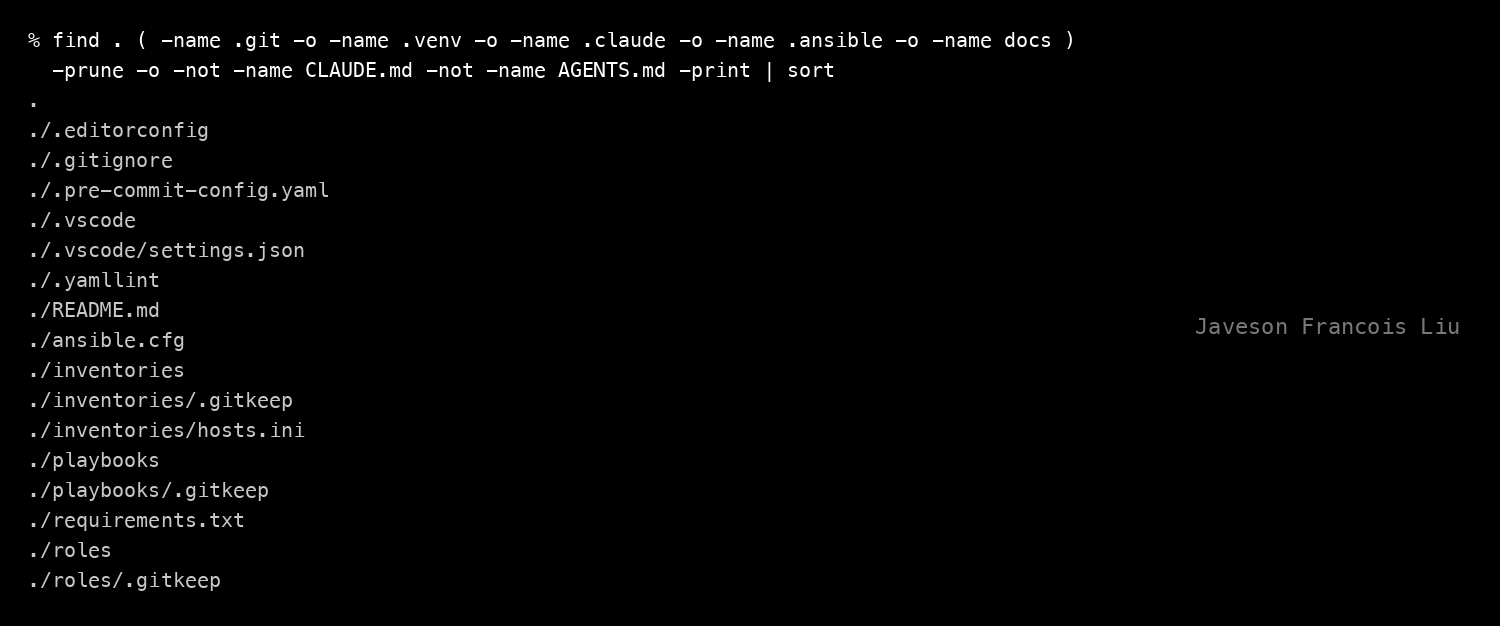 % find . ( -name .git -o -name .venv -o -name .claude -o -name .ansible -o -name docs )
  -prune -o -not -name CLAUDE.md -not -name AGENTS.md -print | sort
.
./.editorconfig
./.gitignore
./.pre-commit-config.yaml
./.vscode
./.vscode/settings.json
./.yamllint
./README.md
./ansible.cfg
Javeson Francois Liu
./inventories
./inventories/.gitkeep
./inventories/hosts.ini
./playbooks
./playbooks/.gitkeep
./requirements.txt
./roles
./roles/.gitkeep